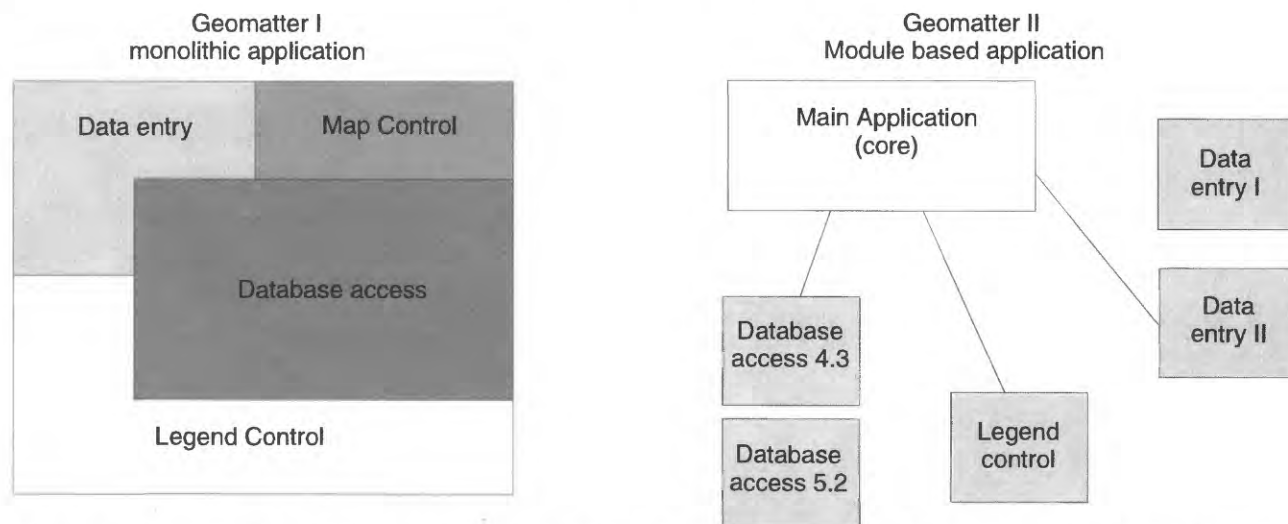 Geomatter I
monolithic application
Data entry
Map Control
Database access
Legend Control
Geomatter II
Module based application
Main Application
(core)
Data
entry I
Data
entry II
Database
access 4.3
Legend
control
Database
access 5.2